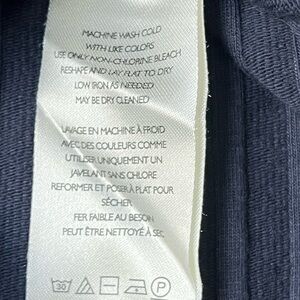 MACHINE WASH COLD
WITH LIKE COLORS
USE ONLY NON-CHLORINE BLEACH
RESHAPE AND LAY FLAT TO DRY
LOW IRON AS NEEDED
MAY BE DRY CLEANED
LAVAGE EN MACHINE À FROID
AVEC DES COULEURS COMME
UTILISER UNIQUEMENT UN
JAVELANT SANS CHLORE
REFORMER ET POSER À PLAT POUR
SÉCHER
FER FAIBLE AU BESOIN
PEUT ÊTRE NETTOYÉ À SEC
30 P